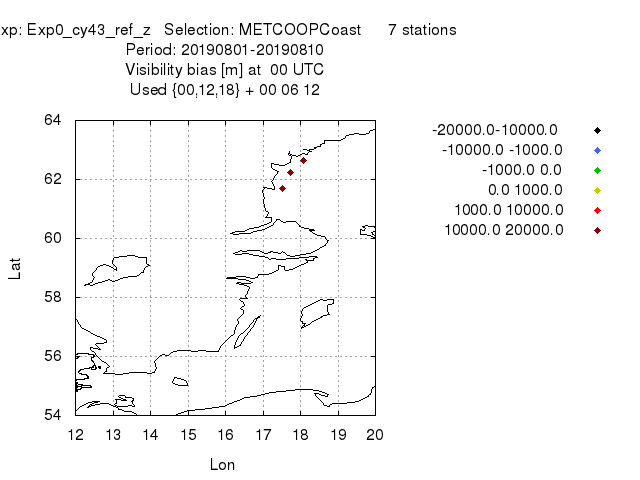 xp: Exp0_cy43_ref_z Selection: METCOOPCoast 7 stations
Period: 20190801-20190810
Visibility bias [m] at 00 UTC
Used {00,12,18} + 00 06 12
-20000.0-10000.0
-10000.0 -1000.0
-1000.0 0.0
0.0 1000.0
1000.0 10000.0
10000.0 20000.0
64
62
60
58
56
54
Lat
12 13 14 15 16 17 18 19 20
Lon